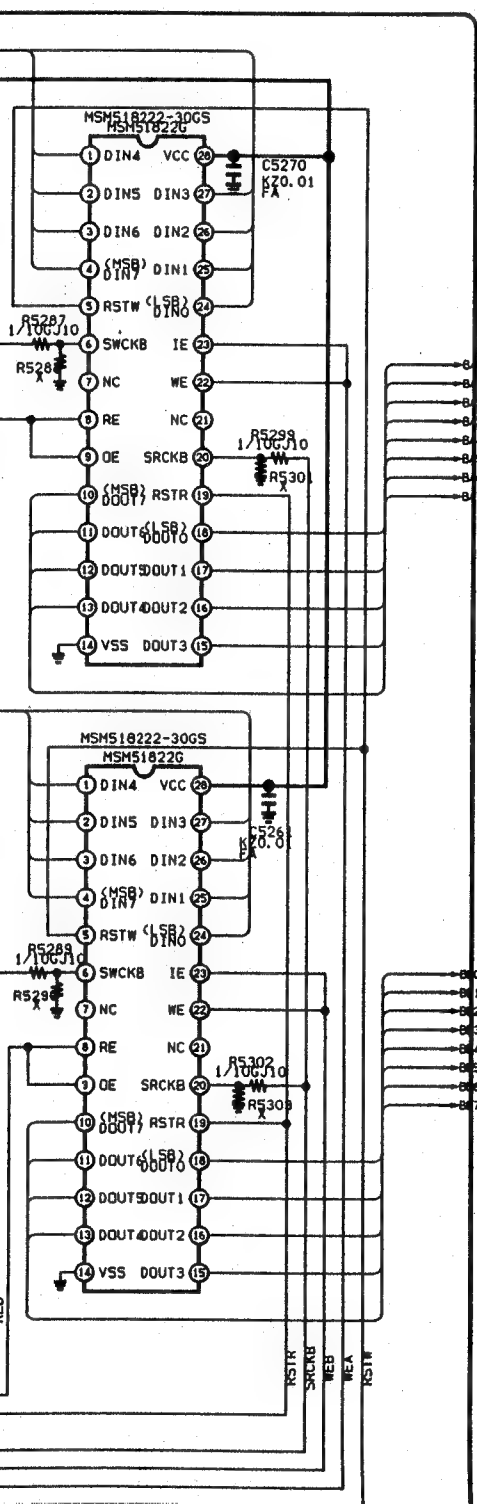 MSM518222-30GS
MSM51822G
1 DIN4 VCC 28
C5270
KZ0.01
FA
2 DIN5 DIN3 27
3 DIN6 DIN2 26
4 (MSB) DIN7 DIN1 25
5 RSTW (LSB) DIN0 24
R5287
1/10GJ10
6 SWCKB IE 23
X
7 NC WE 22
8 RE NC 21
R5299
1/10GJ10
9 OE SRCKB 20
R5301
X
10 (MSB) DOUT7 RSTR 19
11 DOUT6 (LSB) DOUT0 18
12 DOUT5 DOUT1 17
13 DOUT4 DOUT2 16
14 VSS DOUT3 15
MSM518222-30GS
MSM51822G
1 DIN4 VCC 28
KZ0.01
FA
2 DIN5 DIN3 27
3 DIN6 DIN2 26
4 (MSB) DIN7 DIN1 25
5 RSTW (LSB) DIN0 24
R5289
1/10GJ10
6 SWCKB IE 23
X
7 NC WE 22
8 RE NC 21
R5302
1/10GJ10
9 OE SRCKB 20
R5303
X
10 (MSB) DOUT7 RSTR 19
11 DOUT6 (LSB) DOUT0 18
12 DOUT5 DOUT1 17
13 DOUT4 DOUT2 16
14 VSS DOUT3 15
RSTR
SRCKB
WEB
WEA
RSTW